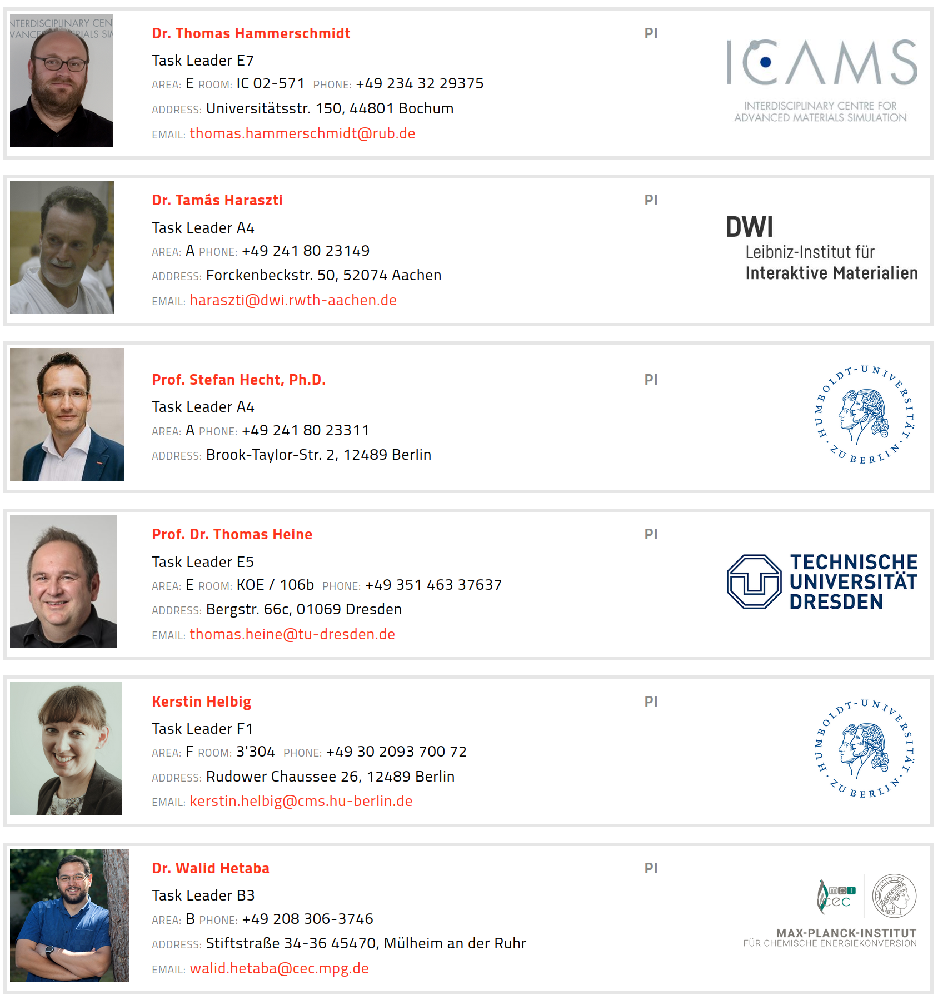 INTERDISCIPLINARY CEN
VANCE ERIALS SIM
Dr. Thomas Hammerschmidt
PI
Task Leader E7
AREA: E ROOM: IC 02-571 PHONE: +49 234 32 29375
ADDRESS: Universitätsstr. 150, 44801 Bochum
EMAIL: thomas.hammerschmidt@rub.de
ICAMS
INTERDISCIPLINARY CENTRE FOR
ADVANCED MATERIALS SIMULATION
Dr. Tamás Haraszti
PI
Task Leader A4
AREA: A PHONE: +49 241 80 23149
ADDRESS: Forckenbeckstr. 50, 52074 Aachen
EMAIL: haraszti@dwi.rwth-aachen.de
DWI
Leibniz-Institut für
Interaktive Materialien
Prof. Stefan Hecht, Ph.D.
PI
Task Leader A4
AREA: A PHONE: +49 241 80 23311
ADDRESS: Brook-Taylor-Str. 2, 12489 Berlin
HUMBOLDT-UNIVERSITÄT
· ZU BERLIN ·
Prof. Dr. Thomas Heine
PI
Task Leader E5
AREA: E ROOM: KOE / 106b PHONE: +49 351 463 37637
ADDRESS: Bergstr. 66c, 01069 Dresden
EMAIL: thomas.heine@tu-dresden.de
TECHNISCHE
UNIVERSITÄT
DRESDEN
Kerstin Helbig
PI
Task Leader F1
AREA: F ROOM: 3'304 PHONE: +49 30 2093 700 72
ADDRESS: Rudower Chaussee 26, 12489 Berlin
EMAIL: kerstin.helbig@cms.hu-berlin.de
HUMBOLDT-UNIVERSITÄT
· ZU BERLIN ·
Dr. Walid Hetaba
PI
Task Leader B3
AREA: B PHONE: +49 208 306-3746
ADDRESS: Stiftstraße 34-36 45470, Mülheim an der Ruhr
EMAIL: walid.hetaba@cec.mpg.de
mpi
cec
MAX-PLANCK-INSTITUT
FÜR CHEMISCHE ENERGIEKONVERSION